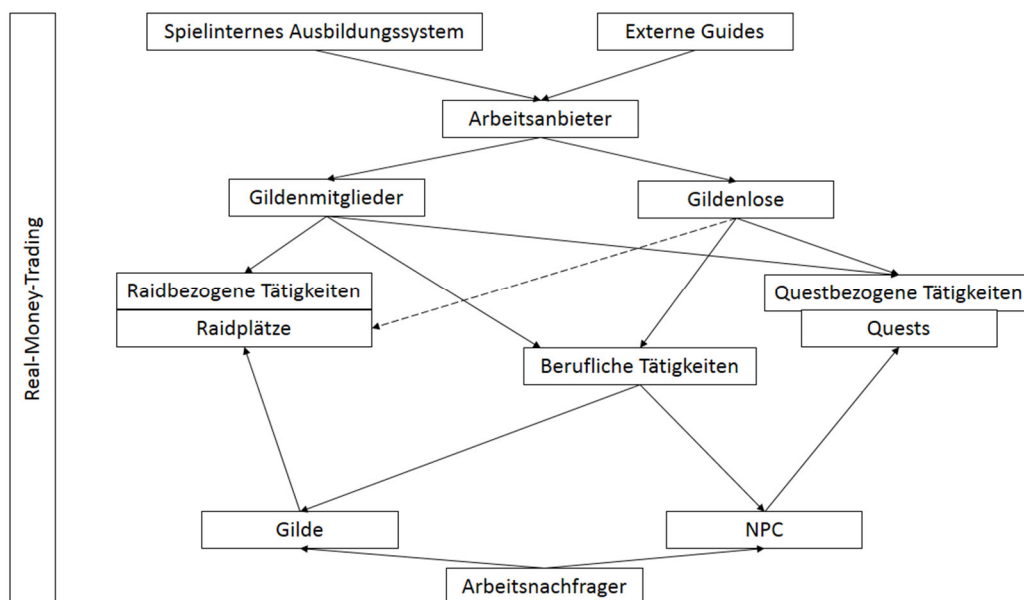 Real-Money-Trading
Spielinternes Ausbildungssystem
Externe Guides
Arbeitsanbieter
Gildenmitglieder
Gildenlose
Raidbezogene Tätigkeiten
Raidplätze
Questbezogene Tätigkeiten
Quests
Berufliche Tätigkeiten
Gilde
NPC
Arbeitsnachfrager